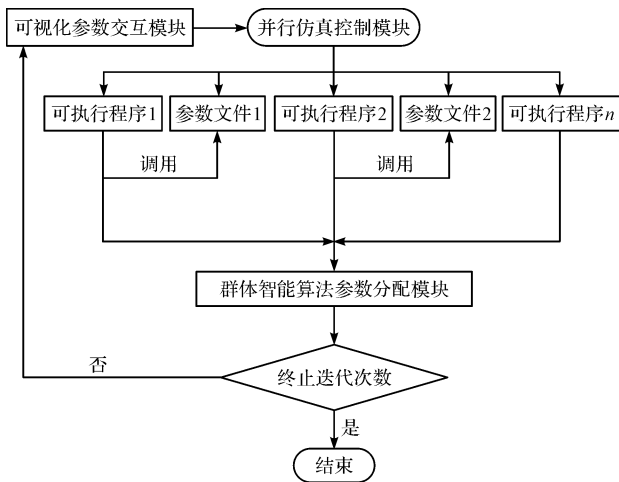 可视化参数交互模块
并行仿真控制模块
可执行程序1
参数文件1
可执行程序2
参数文件2
可执行程序n
调用
调用
群体智能算法参数分配模块
否
终止迭代次数
是
结束